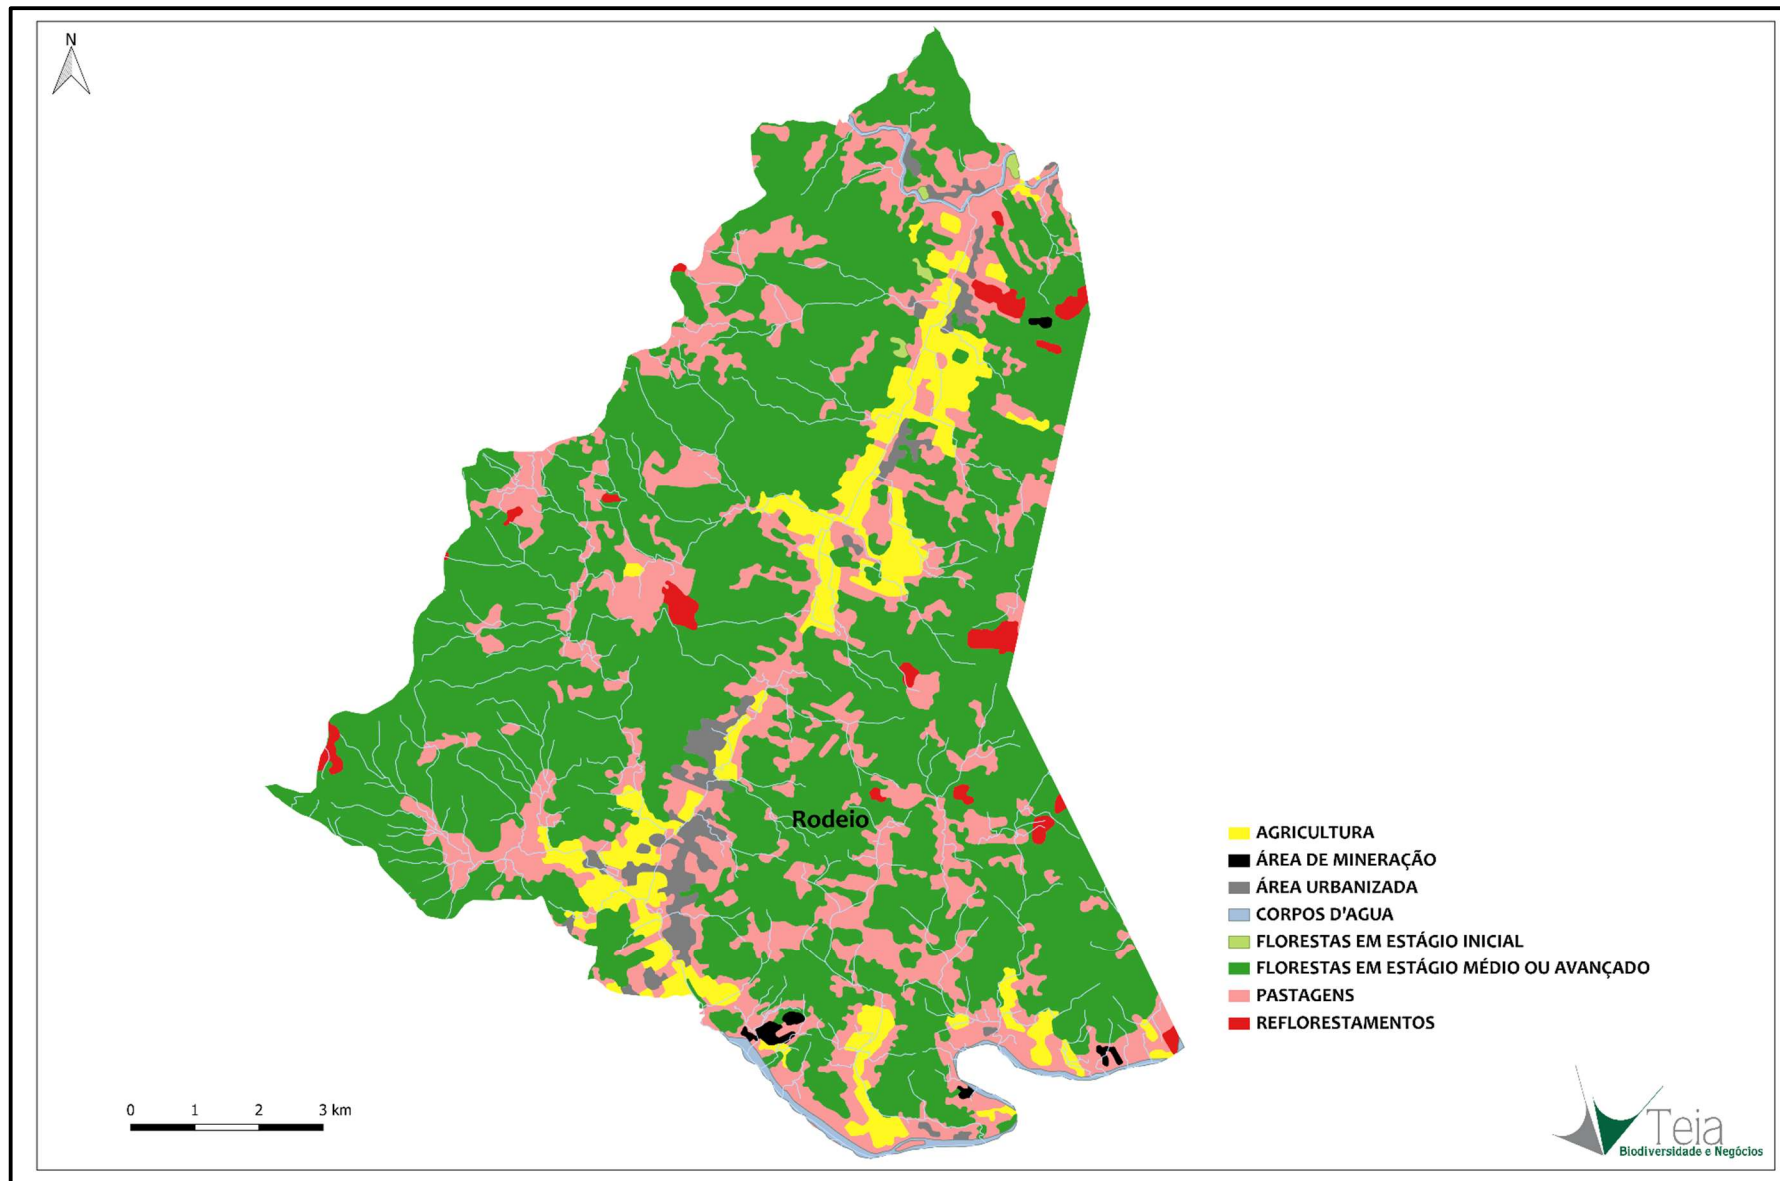 N
Rodeio
AGRICULTURA
ÁREA DE MINERAÇÃO
ÁREA URBANIZADA
CORPOS D'AGUA
FLORESTAS EM ESTÁGIO INICIAL
FLORESTAS EM ESTÁGIO MÉDIO OU AVANÇADO
PASTAGENS
REFLORESTAMENTOS
0 1 2 3 km
Teia
Biodiversidade e Negócios